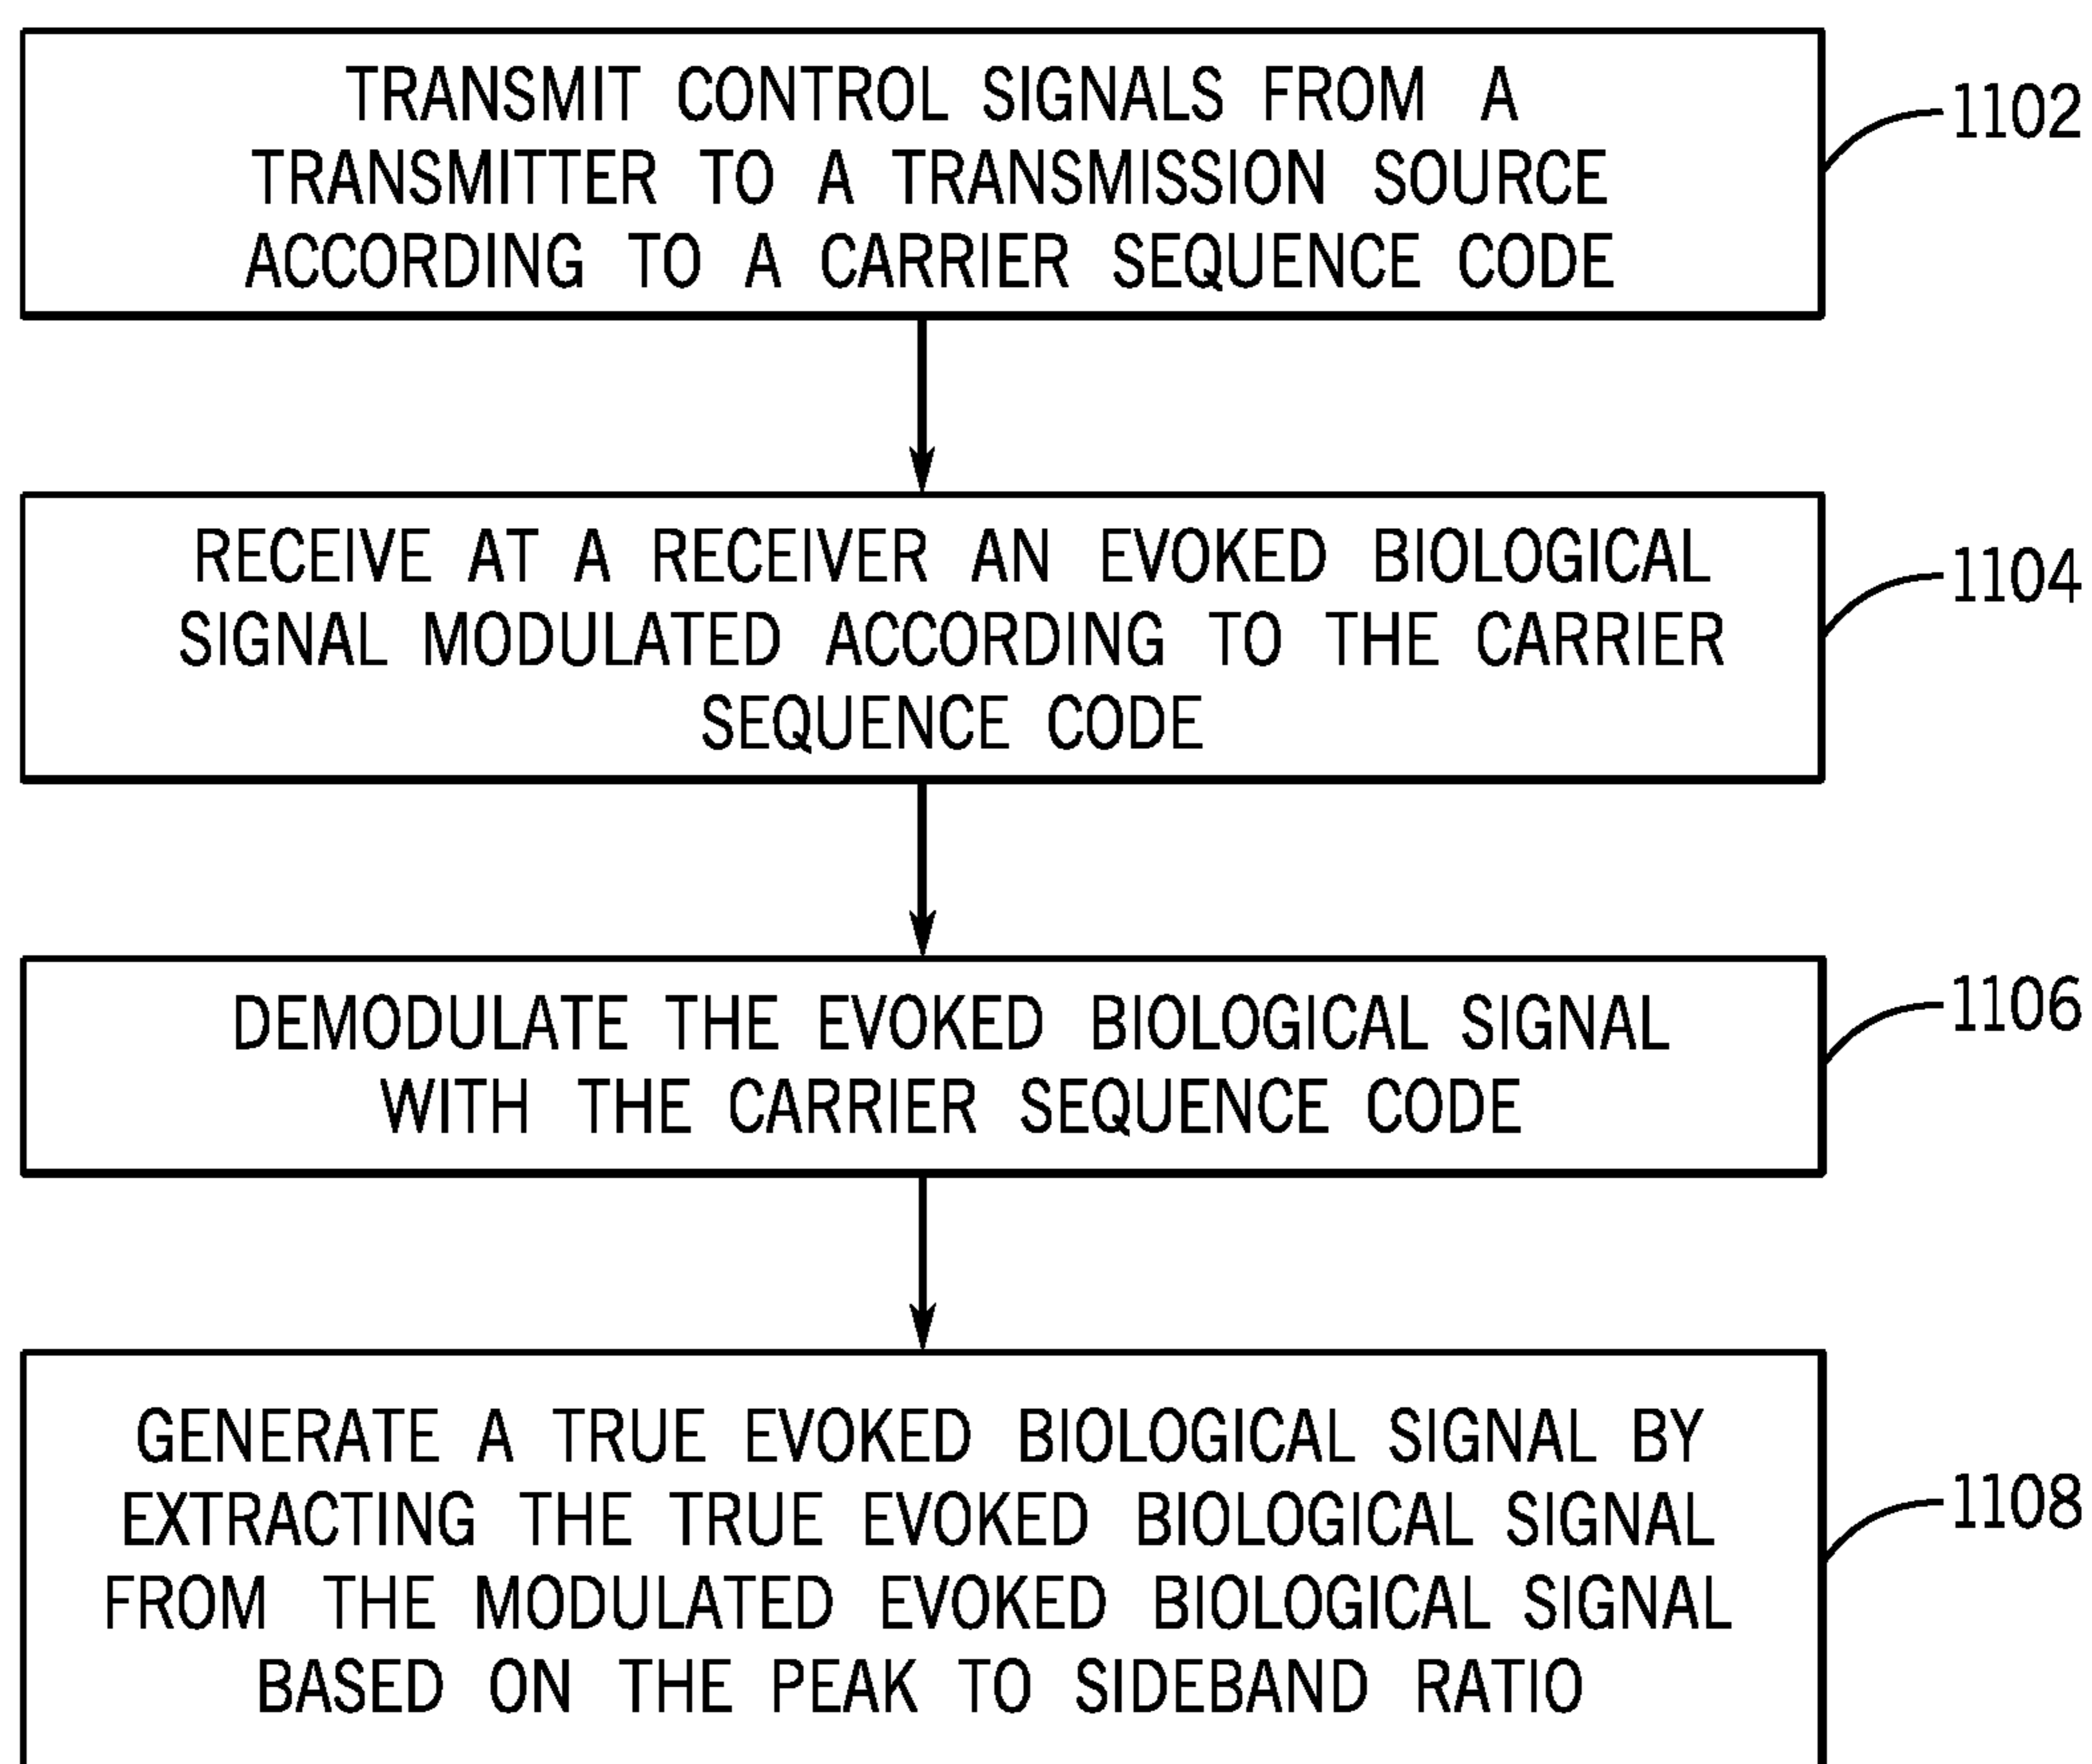 TRANSMIT CONTROL SIGNALS FROM A
TRANSMITTER TO A TRANSMISSION SOURCE
ACCORDING TO A CARRIER SEQUENCE CODE
1102
RECEIVE AT A RECEIVER AN EVOKED BIOLOGICAL
SIGNAL MODULATED ACCORDING TO THE CARRIER
SEQUENCE CODE
1104
DEMODULATE THE EVOKED BIOLOGICAL SIGNAL
WITH THE CARRIER SEQUENCE CODE
1106
GENERATE A TRUE EVOKED BIOLOGICAL SIGNAL BY
EXTRACTING THE TRUE EVOKED BIOLOGICAL SIGNAL
FROM THE MODULATED EVOKED BIOLOGICAL SIGNAL
BASED ON THE PEAK TO SIDEBAND RATIO
1108